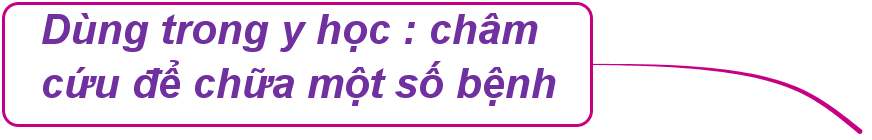 Dùng trong y học : châm
cứu để chữa một số bệnh